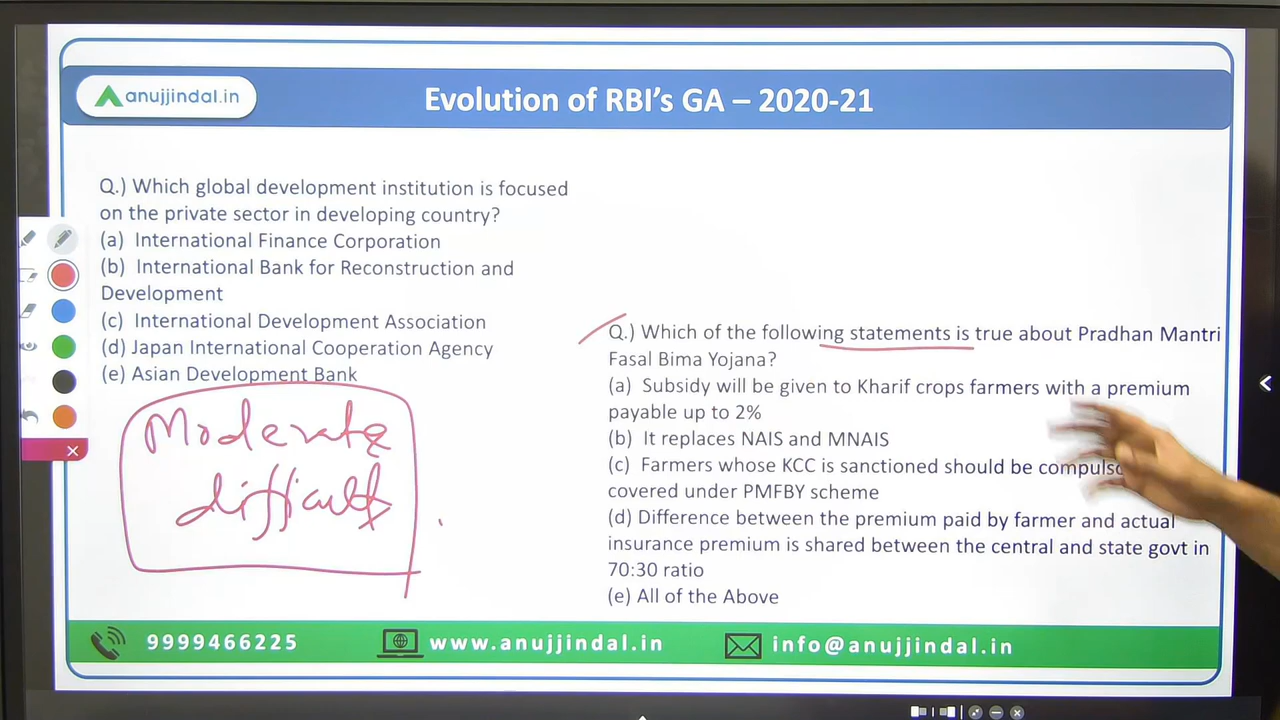 anujjindal.in
Evolution of RBI's GA – 2020-21
Q.) Which global development institution is focused
on the private sector in developing country?
(a) International Finance Corporation
(b) International Bank for Reconstruction and
Development
(c) International Development Association
(d) Japan International Cooperation Agency
(e) Asian Development Bank
Moderate
difficult
Q.) Which of the following statements is true about Pradhan Mantri
Fasal Bima Yojana?
(a) Subsidy will be given to Kharif crops farmers with a premium
payable up to 2%
(b) It replaces NAIS and MNAIS
(c) Farmers whose KCC is sanctioned should be
covered under PMFBY scheme
(d) Difference between the premium paid by farmer and actual
insurance premium is shared between the central and state govt in
70:30 ratio
(e) All of the Above
9999466225
www.anujjindal.in
info@anujjindal.in